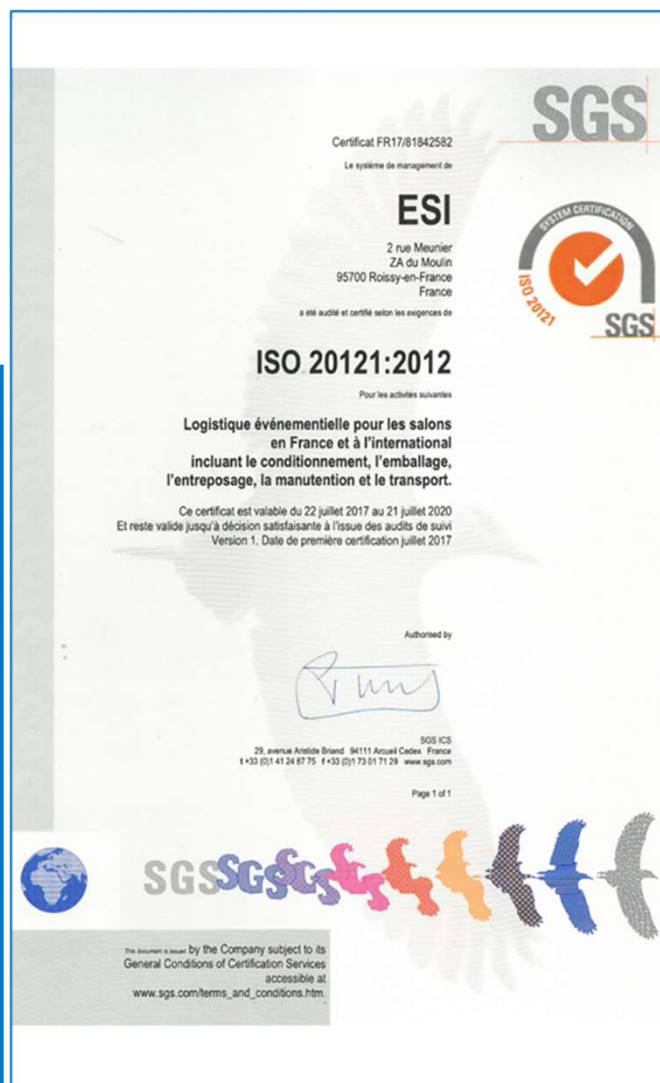 SGS
Certificat FR17/81842582
Le système de management de
ESI
2 rue Meunier
ZA du Moulin
95700 Roissy-en-France
France
a été audité et certifié selon les exigences de
SYSTEM CERTIFICATION
ISO 20121
SGS
ISO 20121:2012
Pour les activités suivantes
Logistique événementielle pour les salons
en France et à l'international
incluant le conditionnement, l'emballage,
l'entreposage, la manutention et le transport.
Ce certificat est valable du 22 juillet 2017 au 21 juillet 2020
Et reste valide jusqu'à décision satisfaisante à l'issue des audits de suivi
Version 1. Date de première certification juillet 2017
Authorised by
SGS ICS
29, avenue Aristide Briand 94111 Arcueil Cedex France
t +33 (0)1 41 24 87 75 f +33 (0)1 73 01 71 29 www.sgs.com
Page 1 of 1
SGSSGSSGS
This document is issued by the Company subject to its
General Conditions of Certification Services
accessible at
www.sgs.com/terms_and_conditions.htm.